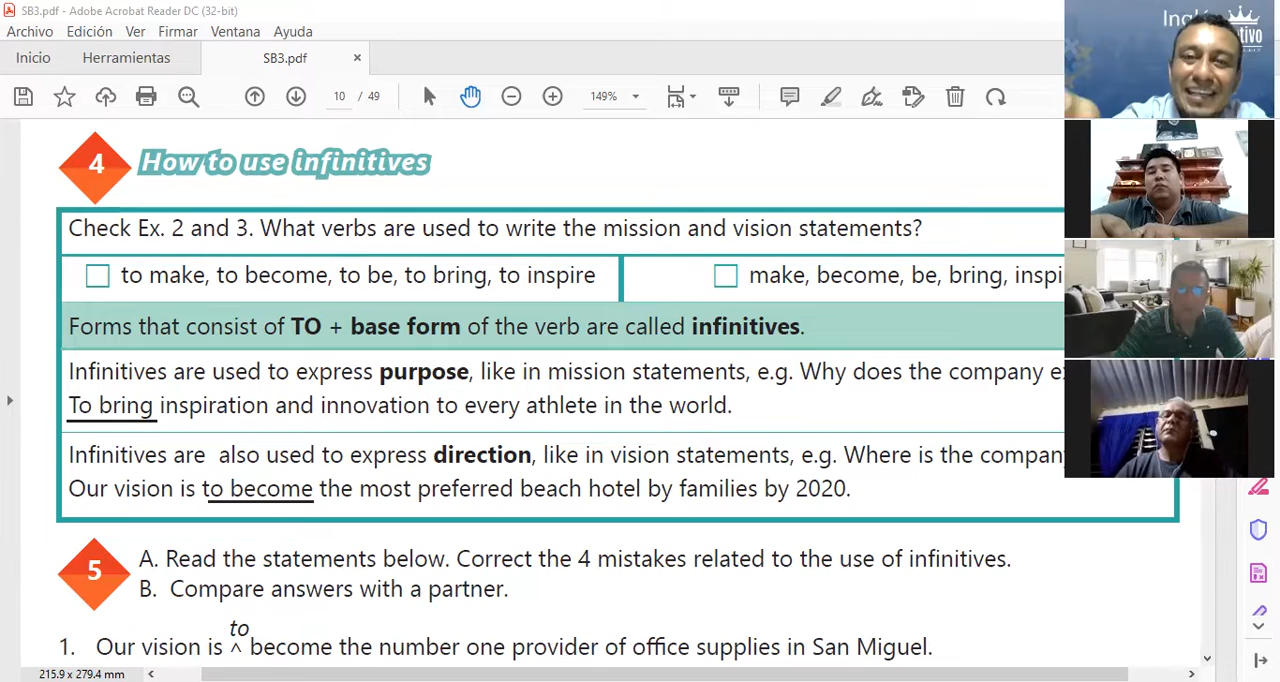 SB3.pdf - Adobe Acrobat Reader DC (32-bit)
Archivo Edición Ver Firmar Ventana Ayuda
Inicio Herramientas SB3.pdf ×
10 / 49 149%
4 How to use infinitives
Check Ex. 2 and 3. What verbs are used to write the mission and vision statements?
to make, to become, to be, to bring, to inspire make, become, be, bring, inspi
Forms that consist of TO + base form of the verb are called infinitives.
Infinitives are used to express purpose, like in mission statements, e.g. Why does the company e
To bring inspiration and innovation to every athlete in the world.
Infinitives are also used to express direction, like in vision statements, e.g. Where is the company
Our vision is to become the most preferred beach hotel by families by 2020.
5 A. Read the statements below. Correct the 4 mistakes related to the use of infinitives.
B. Compare answers with a partner.
to
1. Our vision is ^ become the number one provider of office supplies in San Miguel.
215.9 x 279.4 mm